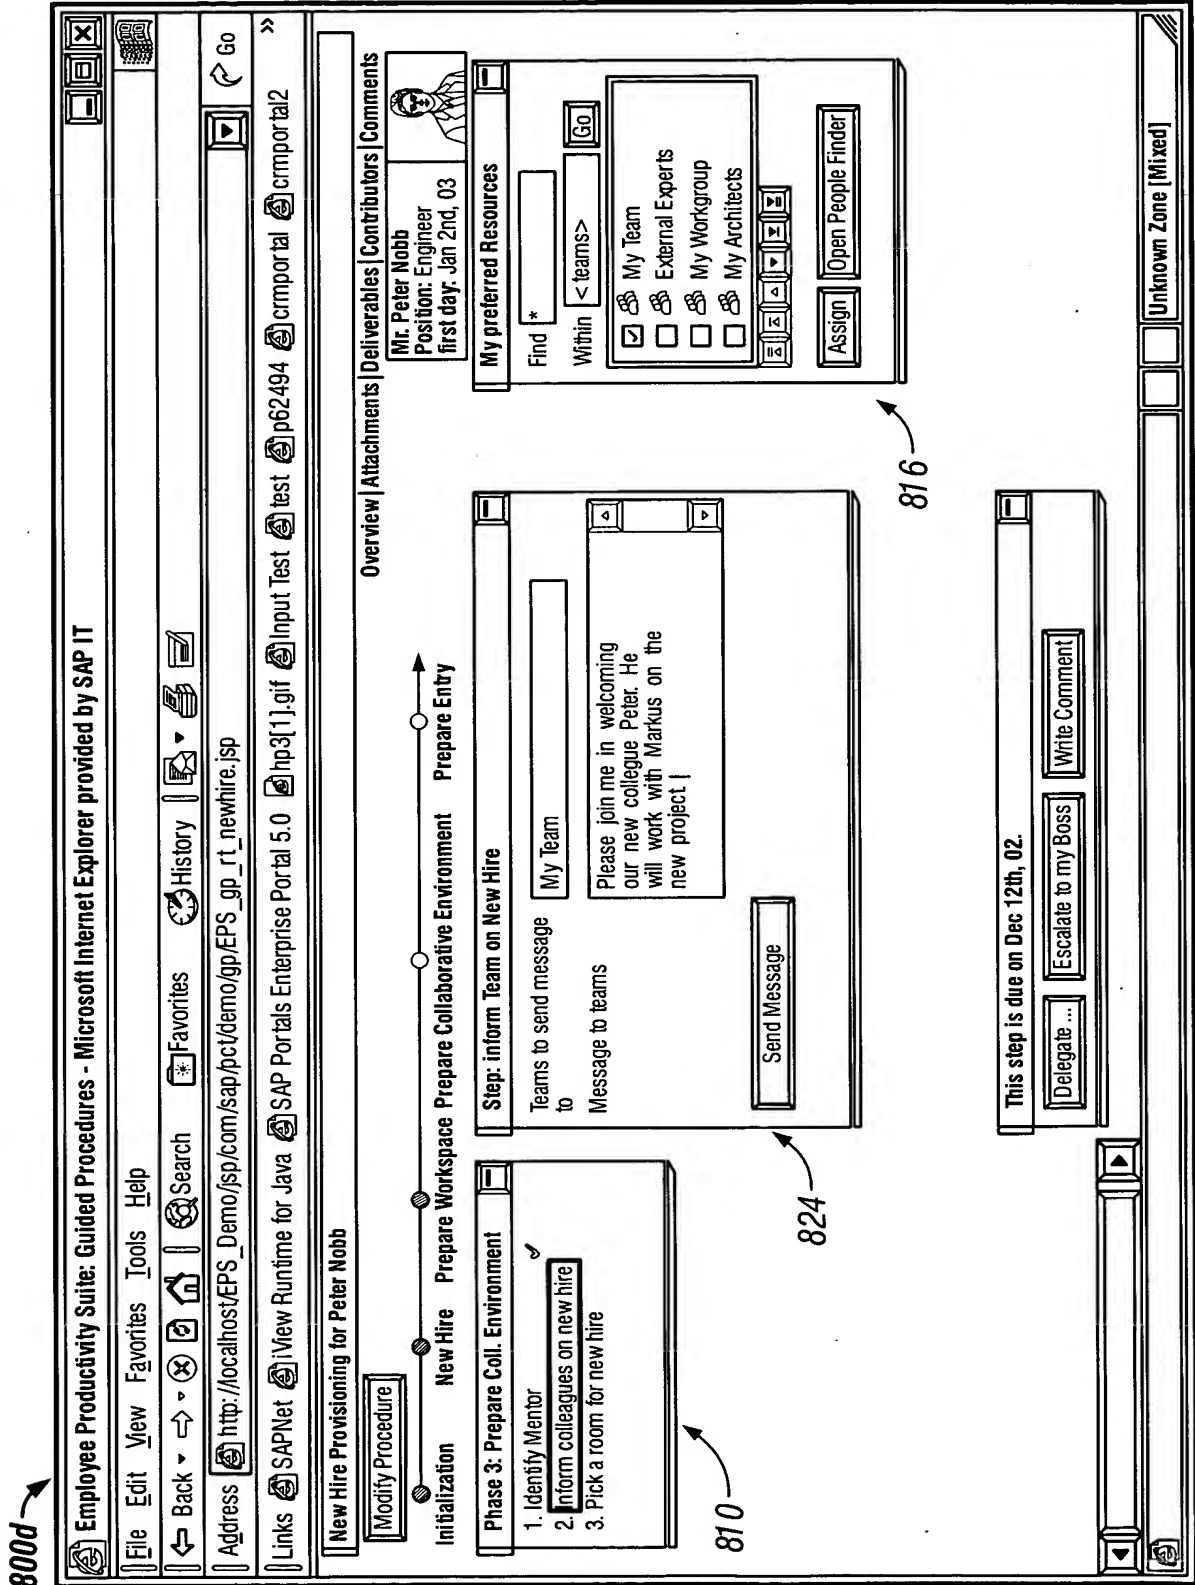 800d
Employee Productivity Suite: Guided Procedures - Microsoft Internet Explorer provided by SAP IT
File Edit View Favorites Tools Help
Back Search Favorites History
Address http://localhost/EPS_Demo/jsp/com/sap/pct/demo/gp/EPS_gp_rt_newhire.jsp Go
Links SAPNet iView Runtime for Java SAP Portals Enterprise Portal 5.0 hp3[1].gif Input Test test p62494 crmportal crmportal2 »
New Hire Provisioning for Peter Nobb
Overview | Attachments | Deliverables | Contributors | Comments
Modify Procedure
Mr. Peter Nobb
Position: Engineer
first day: Jan 2nd, 03
Initialization New Hire Prepare Workspace Prepare Collaborative Environment Prepare Entry
Phase 3: Prepare Coll. Environment
1. Identify Mentor
2. Inform colleagues on new hire
3. Pick a room for new hire
810
Step: inform Team on New Hire
Teams to send message
to
My Team
Message to teams
Please join me in welcoming
our new collegue Peter. He
will work with Markus on the
new project |
Send Message
824
My preferred Resources
Find *
Within <teams> Go
My Team
External Experts
My Workgroup
My Architects
Assign Open People Finder
816
This step is due on Dec 12th, 02.
Delegate ... Escalate to my Boss Write Comment
Unknown Zone [Mixed]